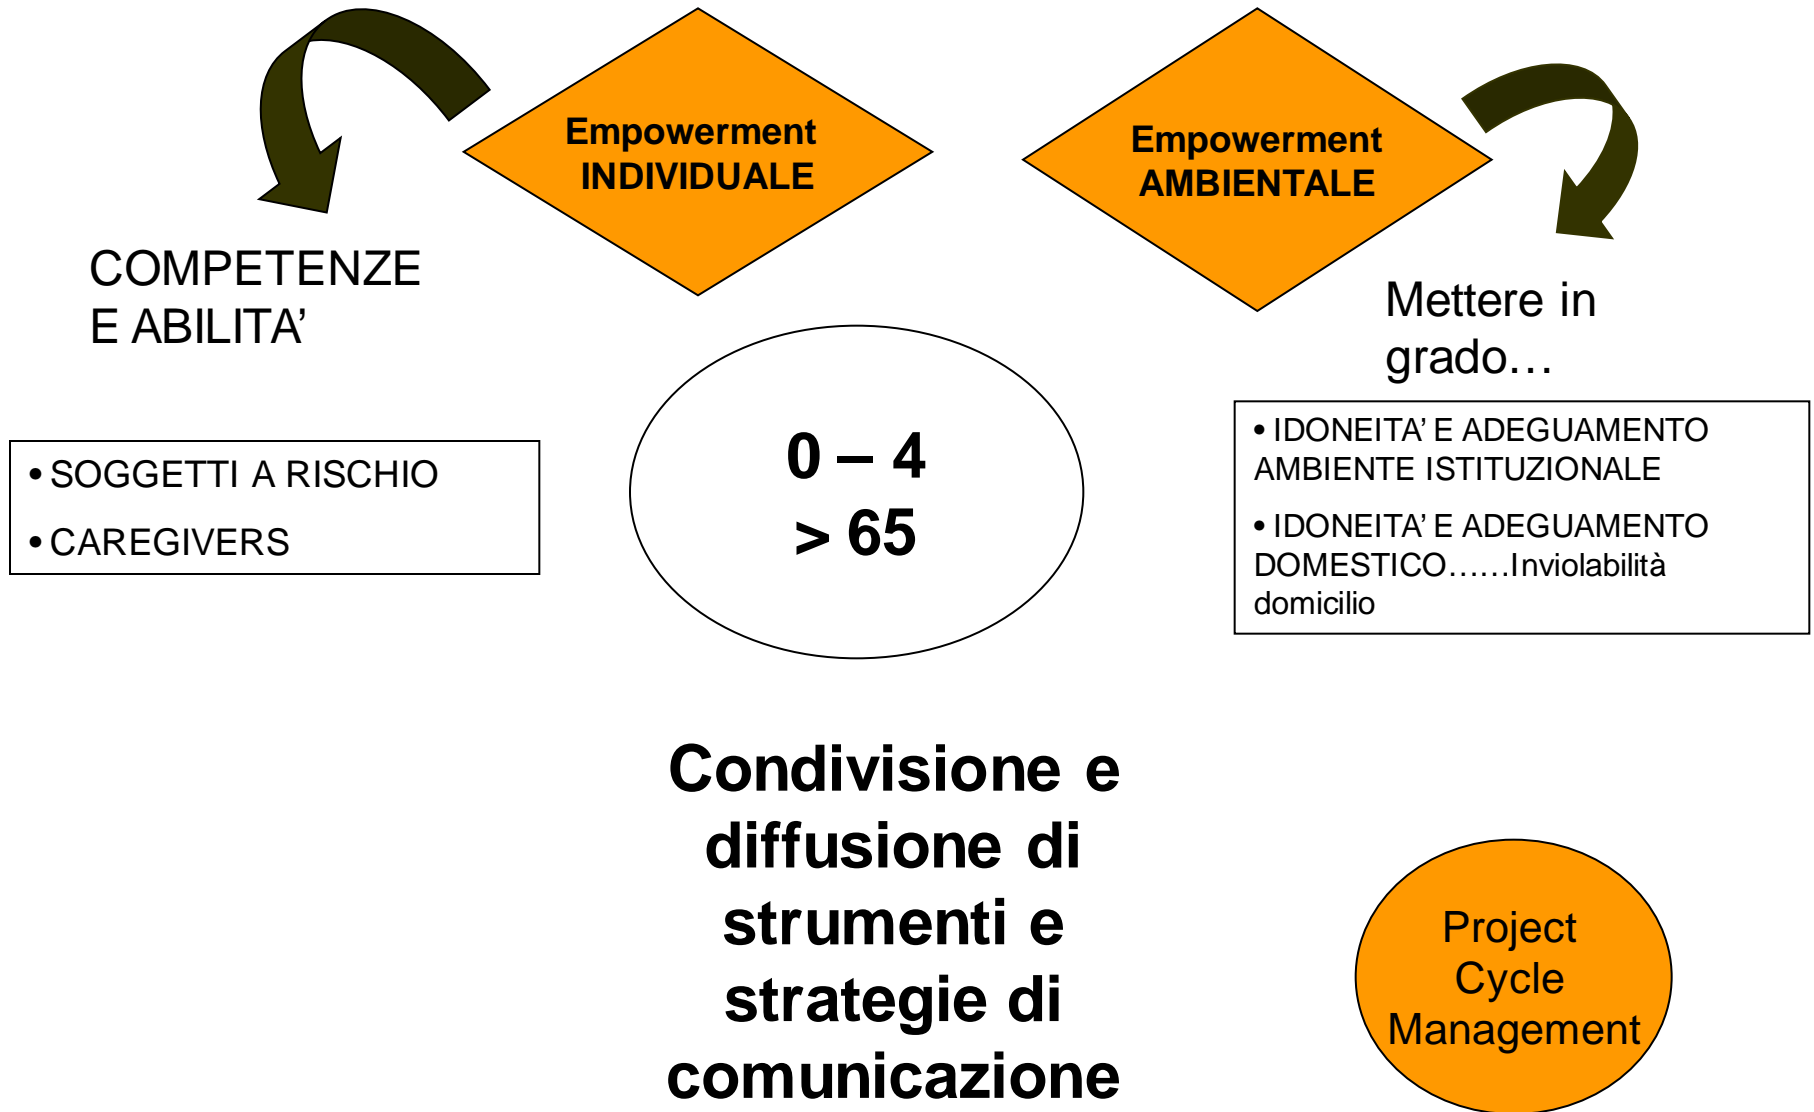 Empowerment
INDIVIDUALE
Empowerment
AMBIENTALE
COMPETENZE
E ABILITA’
Mettere in
grado…
• SOGGETTI A RISCHIO
• CAREGIVERS
0 – 4
> 65
• IDONEITA’ E ADEGUAMENTO
AMBIENTE ISTITUZIONALE
• IDONEITA’ E ADEGUAMENTO
DOMESTICO……Inviolabilità
domicilio
Condivisione e
diffusione di
strumenti e
strategie di
comunicazione
Project
Cycle
Management